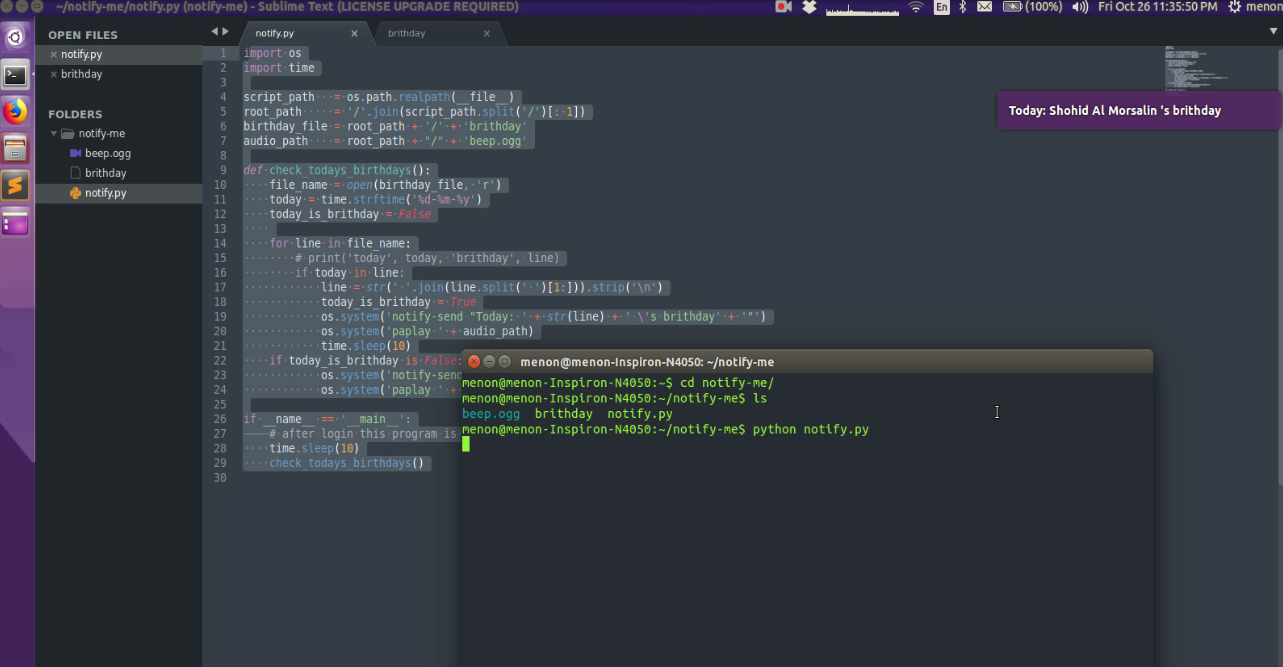 ~/notify-me/notify.py (notify-me) - Sublime Text (LICENSE UPGRADE REQUIRED)
En (100%) Fri Oct 26 11:35:50 PM menon
OPEN FILES
notify.py
brithday
FOLDERS
notify-me
beep.ogg
brithday
notify.py
notify.py brithday
1 import os
2 import time
3
4 script_path = os.path.realpath(__file__)
5 root_path = '/'.join(script_path.split('/')[:-1])
6 birthday_file = root_path + '/' + 'brithday'
7 audio_path = root_path + "/" + 'beep.ogg'
8
9 def check_todays_birthdays():
10 file_name = open(birthday_file, 'r')
11 today = time.strftime('%d-%m-%y')
12 today_is_brithday = False
13
14 for line in file_name:
15 # print('today', today, 'brithday', line)
16 if today in line:
17 line = str(' '.join(line.split(' ')[1:])).strip('\n')
18 today_is_brithday = True
19 os.system('notify-send "Today: ' + str(line) + ' \'s brithday' + '"')
20 os.system('paplay ' + audio_path)
21 time.sleep(10)
22 if today_is_brithday is False:
23 os.system('notify-send
24 os.system('paplay ' +
25
26 if __name__ == '__main__':
27 # after login this program is
28 time.sleep(10)
29 check_todays_birthdays()
30
Today: Shohid Al Morsalin 's brithday
menon@menon-Inspiron-N4050: ~/notify-me
menon@menon-Inspiron-N4050:~$ cd notify-me/
menon@menon-Inspiron-N4050:~/notify-me$ ls
beep.ogg brithday notify.py
menon@menon-Inspiron-N4050:~/notify-me$ python notify.py